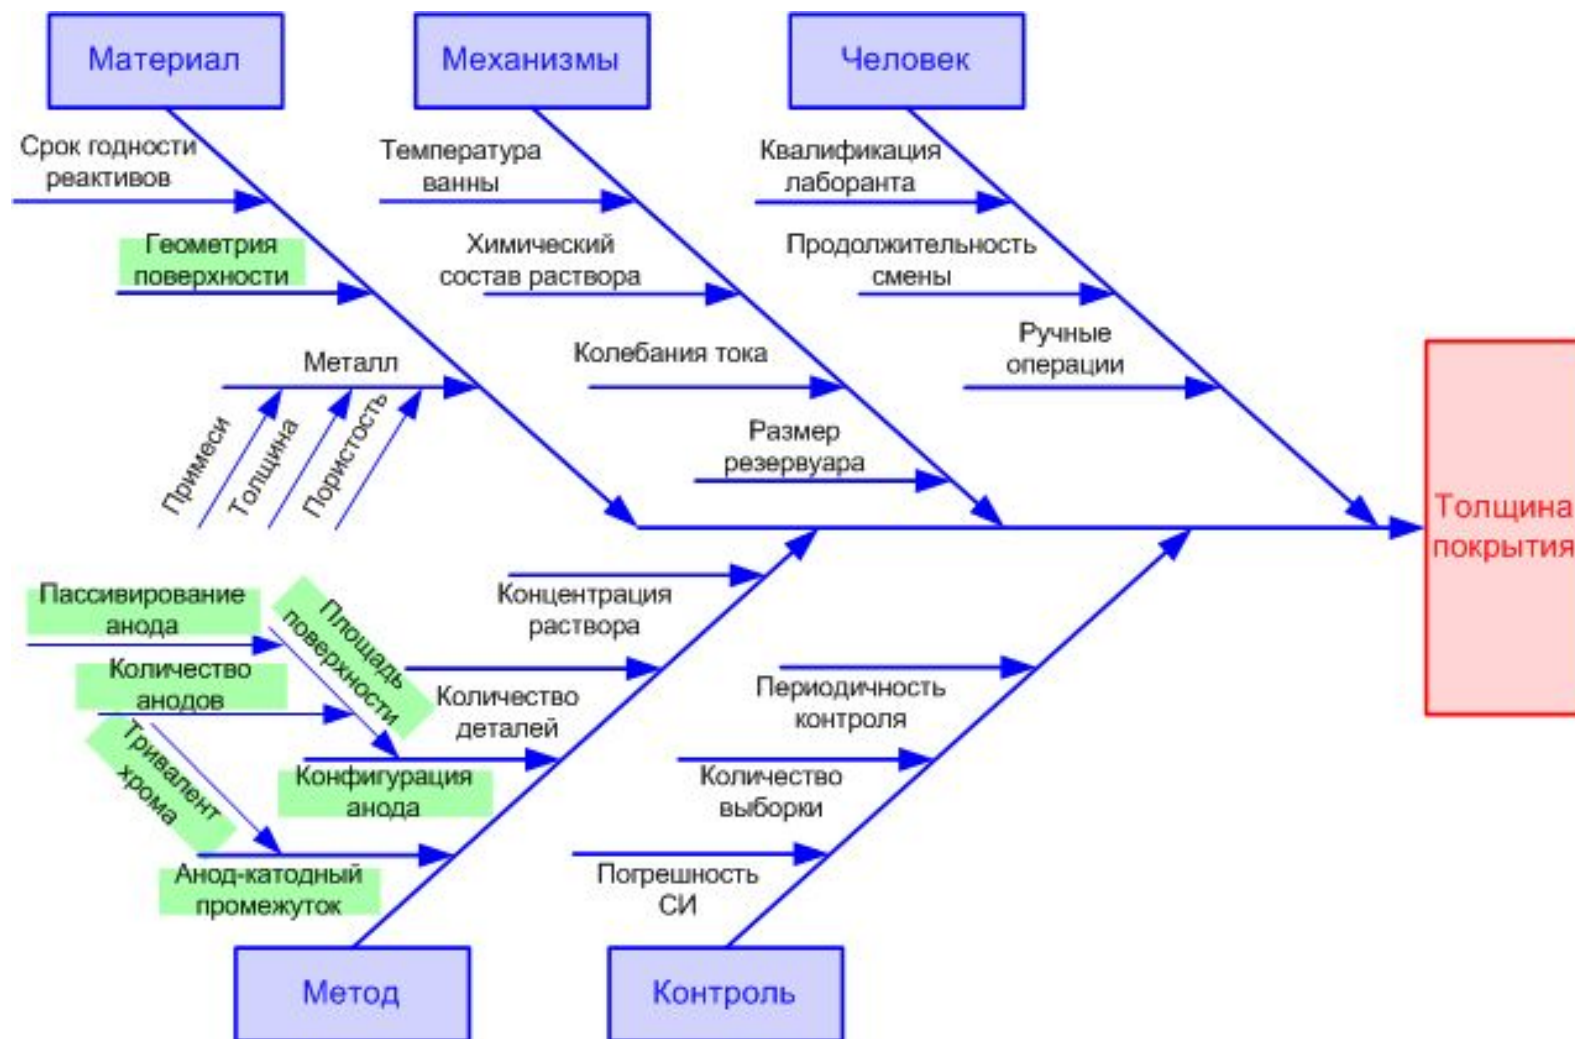 Материал
Механизмы
Человек
Срок годности
реактивов
Температура
ванны
Квалификация
лаборанта
Геометрия
поверхности
Химический
состав раствора
Продолжительность
смены
Металл
Колебания тока
Ручные
операции
Примеси
Толщина
Пористость
Размер
резервуара
Толщина
покрытия
Пассивирование
анода
Площадь
поверхности
Концентрация
раствора
Количество
анодов
Количество
деталей
Периодичность
контроля
Тривалент
хрома
Конфигурация
анода
Количество
выборки
Анод-катодный
промежуток
Погрешность
СИ
Метод
Контроль